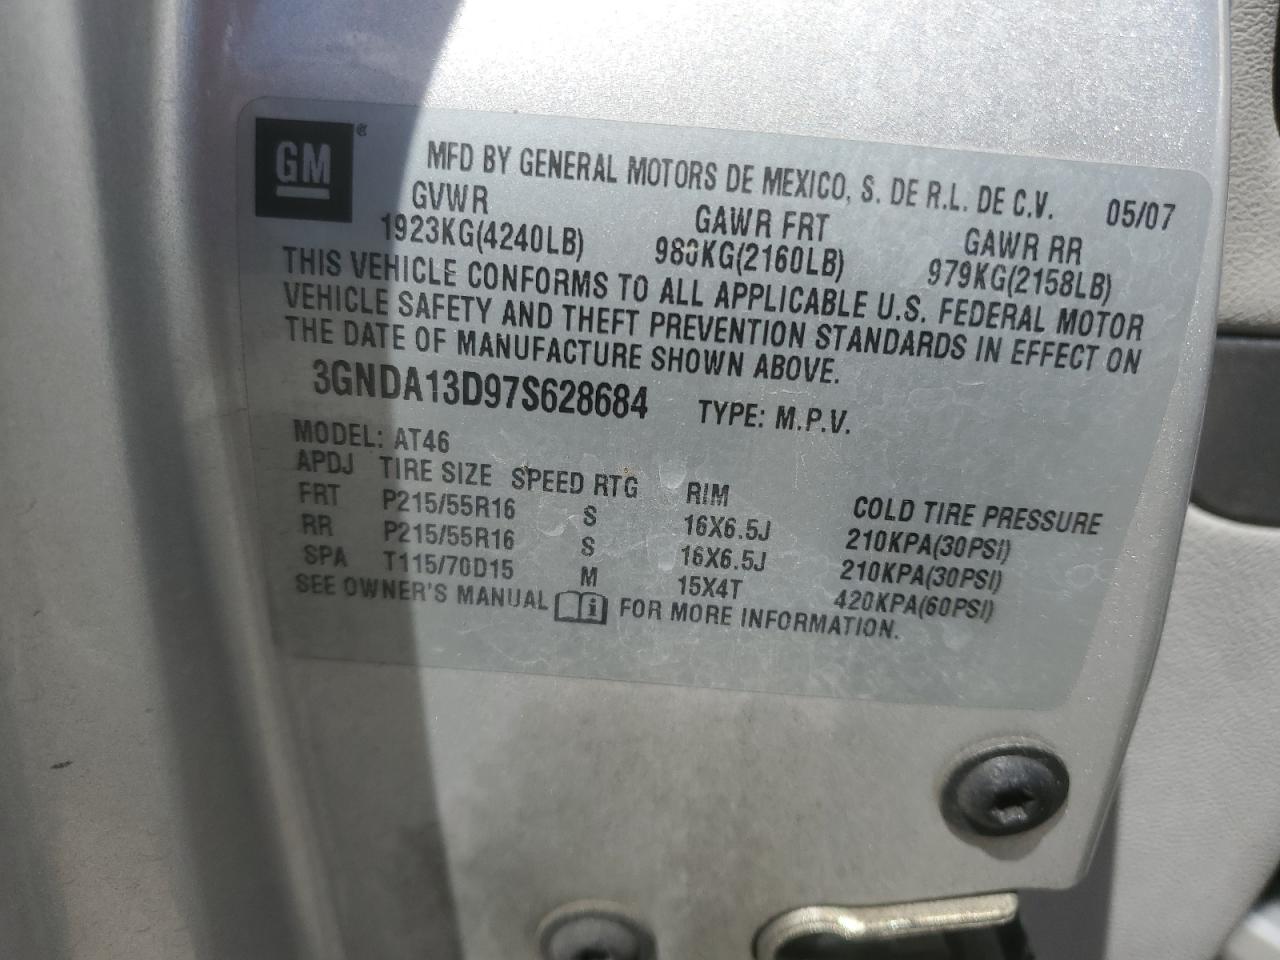 GM®
MFD BY GENERAL MOTORS DE MEXICO, S. DE R.L. DE C.V. 05/07
GVWR GAWR FRT GAWR RR
1923KG(4240LB) 980KG(2160LB) 979KG(2158LB)
THIS VEHICLE CONFORMS TO ALL APPLICABLE U.S. FEDERAL MOTOR
VEHICLE SAFETY AND THEFT PREVENTION STANDARDS IN EFFECT ON
THE DATE OF MANUFACTURE SHOWN ABOVE.
3GNDA13D97S628684 TYPE: M.P.V.
MODEL: AT46
APDJ TIRE SIZE SPEED RTG RIM COLD TIRE PRESSURE
FRT P215/55R16 S 16X6.5J 210KPA(30PSI)
RR P215/55R16 S 16X6.5J 210KPA(30PSI)
SPA T115/70D15 M 15X4T 420KPA(60PSI)
SEE OWNER'S MANUAL i FOR MORE INFORMATION.